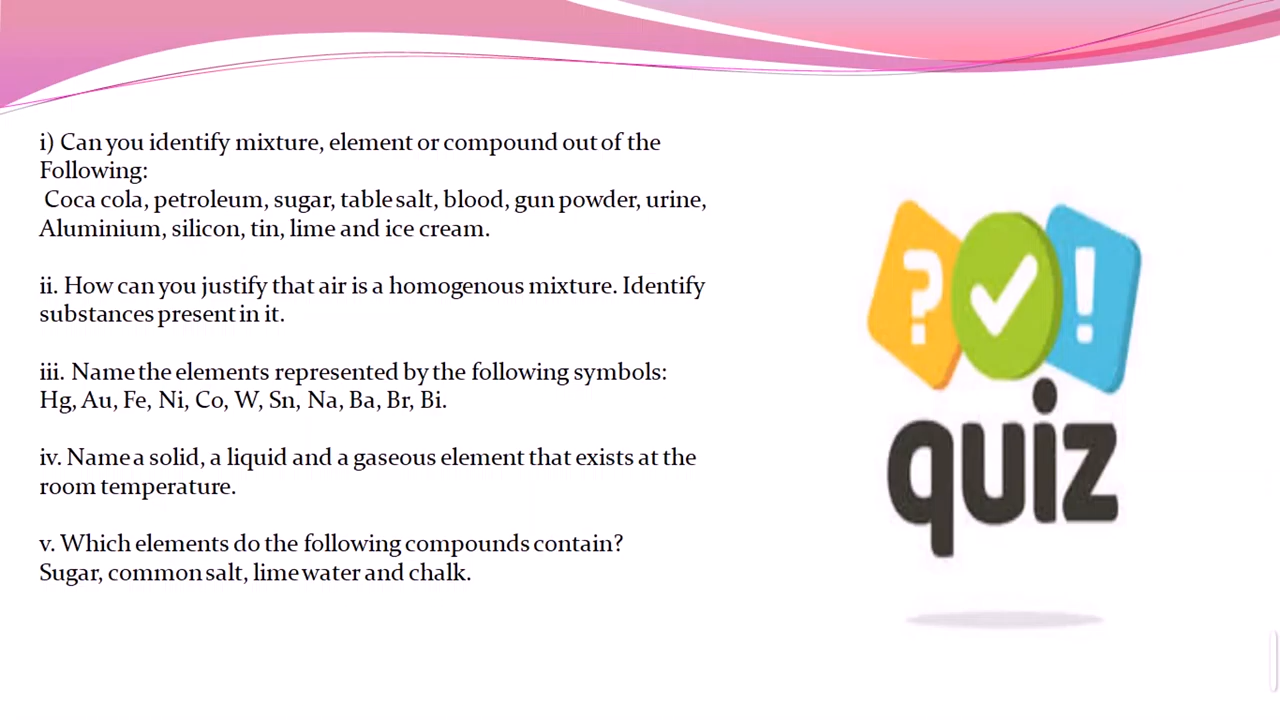 i) Can you identify mixture, element or compound out of the
Following:
Coca cola, petroleum, sugar, table salt, blood, gun powder, urine,
Aluminium, silicon, tin, lime and ice cream.
ii. How can you justify that air is a homogenous mixture. Identify
substances present in it.
iii. Name the elements represented by the following symbols:
Hg, Au, Fe, Ni, Co, W, Sn, Na, Ba, Br, Bi.
iv. Name a solid, a liquid and a gaseous element that exists at the
room temperature.
v. Which elements do the following compounds contain?
Sugar, common salt, lime water and chalk.
? !
quiz